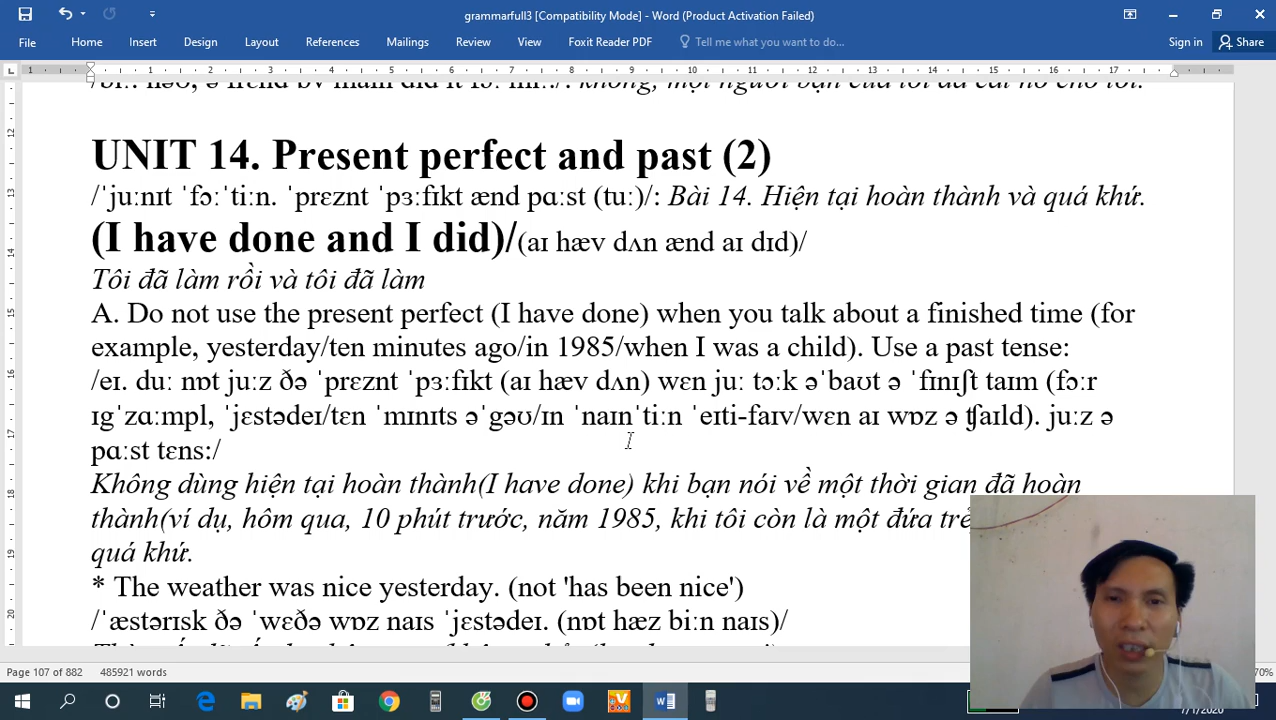 grammarfull3 [Compatibility Mode] - Word (Product Activation Failed)
File Home Insert Design Layout References Mailings Review View Foxit Reader PDF Tell me what you want to do... Sign in Share
UNIT 14. Present perfect and past (2)
/ˈjuːnɪt ˈfɔːˈtiːn. ˈprɛznt ˈpɜːfɪkt ænd pɑːst (tuː)/: Bài 14. Hiện tại hoàn thành và quá khứ.
(I have done and I did)/(aɪ hæv dʌn ænd aɪ dɪd)/
Tôi đã làm rồi và tôi đã làm
A. Do not use the present perfect (I have done) when you talk about a finished time (for
example, yesterday/ten minutes ago/in 1985/when I was a child). Use a past tense:
/eɪ. duː nɒt juːz ðə ˈprɛznt ˈpɜːfɪkt (aɪ hæv dʌn) wɛn juː tɔːk əˈbaʊt ə ˈfɪnɪʃt taɪm (fɔːr
ɪgˈzɑːmpl, ˈjɛstədeɪ/tɛn ˈmɪnɪts əˈgəʊ/ɪn ˈnaɪnˈtiːn ˈeɪti-faɪv/wɛn aɪ wɒz ə ʧaɪld). juːz ə
pɑːst tɛns:/
Không dùng hiện tại hoàn thành(I have done) khi bạn nói về một thời gian đã hoàn
thành(ví dụ, hôm qua, 10 phút trước, năm 1985, khi tôi còn là một đứa trẻ
quá khứ.
* The weather was nice yesterday. (not 'has been nice')
/ˈæstərɪsk ðə ˈwɛðə wɒz naɪs ˈjɛstədeɪ. (nɒt hæz biːn naɪs)/
Page 107 of 882 485921 words 70%
7/1/2020